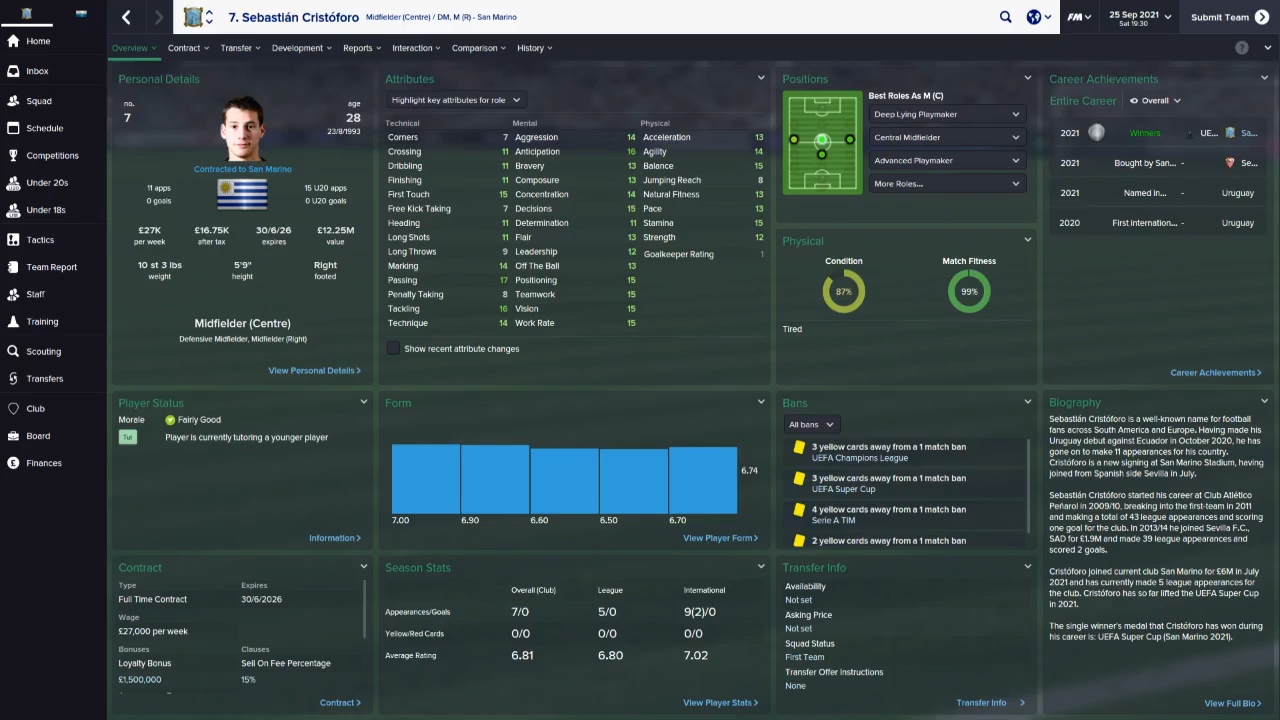 7. Sebastián Cristóforo
Midfielder (Centre) / DM, M (R) - San Marino
FM
25 Sep 2021
Sat 19:30
Submit Team
Home
Inbox
Squad
Schedule
Competitions
Under 20s
Under 18s
Tactics
Team Report
Staff
Training
Scouting
Transfers
Club
Board
Finances
Overview
Contract
Transfer
Development
Reports
Interaction
Comparison
History
?
Personal Details
no.
7
age
28
23/8/1993
Contracted to San Marino
11 apps
0 goals
15 U20 apps
0 U20 goals
£27K
per week
£16.75K
after tax
30/6/26
expires
£12.25M
value
10 st 3 lbs
weight
5'9"
height
Right
footed
Midfielder (Centre)
Defensive Midfielder, Midfielder (Right)
View Personal Details >
Attributes
Highlight key attributes for role
Technical
Corners 7
Crossing 11
Dribbling 11
Finishing 11
First Touch 15
Free Kick Taking 7
Heading 11
Long Shots 11
Long Throws 9
Marking 14
Passing 17
Penalty Taking 8
Tackling 16
Technique 14
Mental
Aggression 14
Anticipation 16
Bravery 13
Composure 13
Concentration 14
Decisions 15
Determination 11
Flair 13
Leadership 12
Off The Ball 13
Positioning 15
Teamwork 15
Vision 15
Work Rate 15
Physical
Acceleration 13
Agility 14
Balance 15
Jumping Reach 8
Natural Fitness 13
Pace 13
Stamina 15
Strength 12
Goalkeeper Rating 1
Show recent attribute changes
Positions
Best Roles As M (C)
Deep Lying Playmaker
Central Midfielder
Advanced Playmaker
More Roles...
Physical
Condition
87%
Match Fitness
99%
Tired
Career Achievements
Entire Career
Overall
2021 Winners UE... Sa...
2021 Bought by San... - Se...
2021 Named in... - Uruguay
2020 First internation... - Uruguay
Career Achievements >
Player Status
Morale Fairly Good
Tut Player is currently tutoring a younger player
Information >
Form
6.74
7.00 6.90 6.60 6.50 6.70
View Player Form >
Bans
All bans
3 yellow cards away from a 1 match ban
UEFA Champions League
3 yellow cards away from a 1 match ban
UEFA Super Cup
4 yellow cards away from a 1 match ban
Serie A TIM
2 yellow cards away from a 1 match ban
Biography
Sebastián Cristóforo is a well-known name for football
fans across South America and Europe. Having made his
Uruguay debut against Ecuador in October 2020, he has
gone on to make 11 appearances for his country.
Cristóforo is a new signing at San Marino Stadium, having
joined from Spanish side Sevilla in July.
Sebastián Cristóforo started his career at Club Atlético
Peñarol in 2009/10, breaking into the first-team in 2011
and making a total of 43 league appearances and scoring
one goal for the club. In 2013/14 he joined Sevilla F.C.,
SAD for £1.9M and made 39 league appearances and
scored 2 goals.
Cristóforo joined current club San Marino for £6M in July
2021 and has currently made 5 league appearances for
the club. Cristóforo has so far lifted the UEFA Super Cup
in 2021.
The single winner's medal that Cristóforo has won during
his career is: UEFA Super Cup (San Marino 2021).
View Full Bio >
Contract
Type
Full Time Contract
Expires
30/6/2026
Wage
£27,000 per week
Bonuses
Loyalty Bonus
£1,500,000
Clauses
Sell On Fee Percentage
15%
Contract >
Season Stats
Overall (Club) League International
Appearances/Goals 7/0 5/0 9(2)/0
Yellow/Red Cards 0/0 0/0 0/0
Average Rating 6.81 6.80 7.02
View Player Stats >
Transfer Info
Availability
Not set
Asking Price
Not set
Squad Status
First Team
Transfer Offer Instructions
None
Transfer Info >